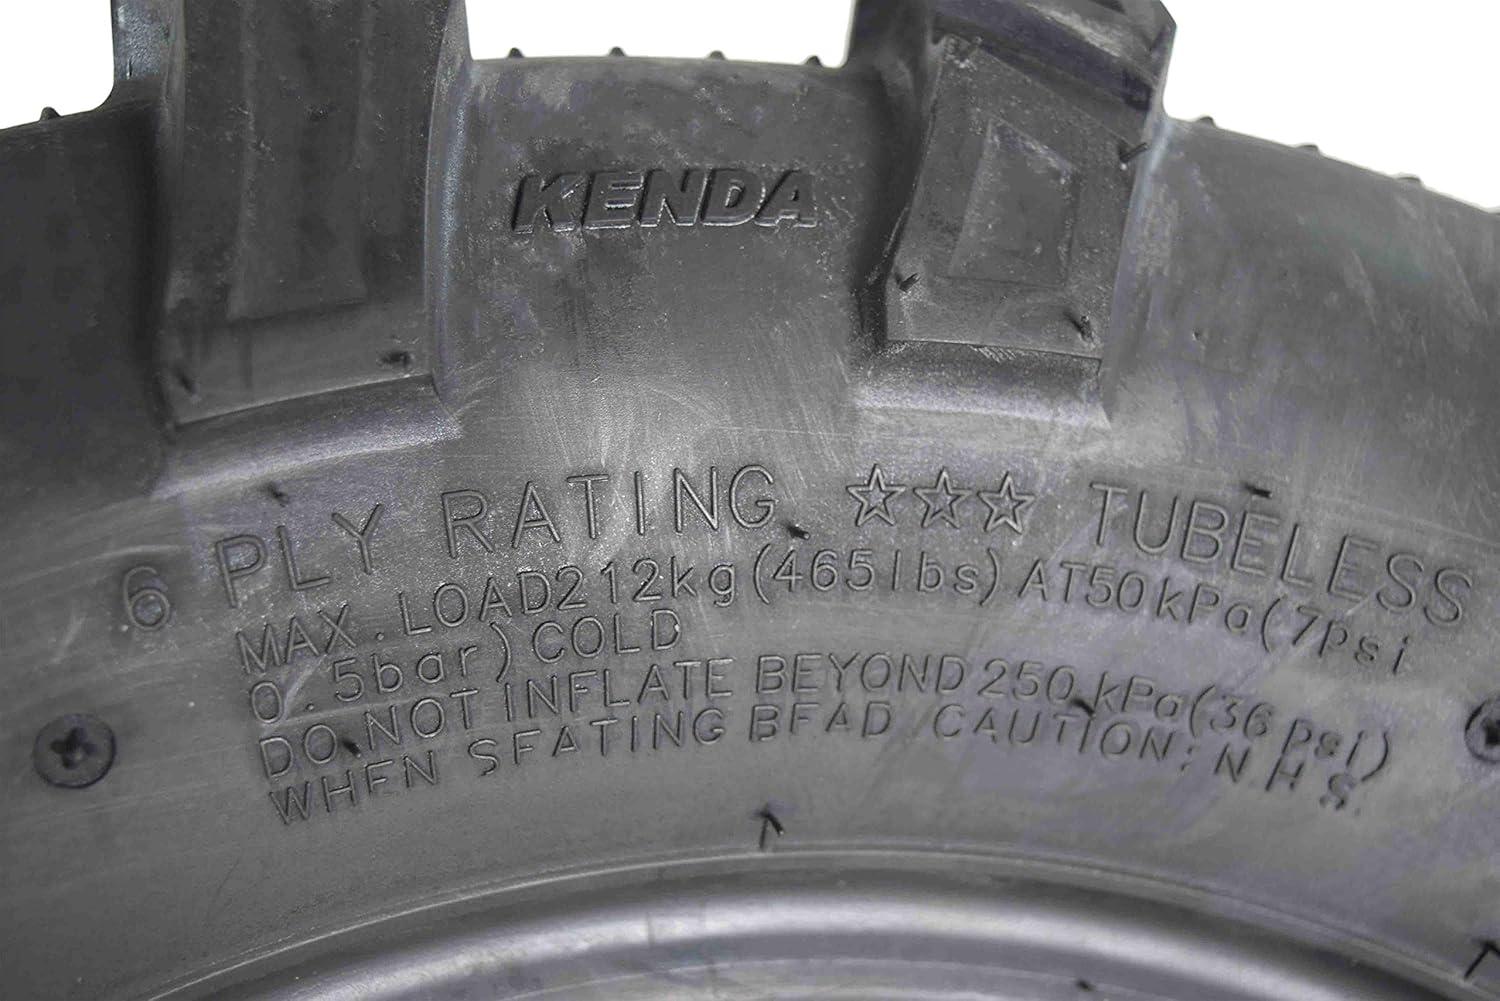 KENDA
6 PLY RATING ☆☆☆ TUBELESS
MAX. LOAD212kg(465lbs) AT50kPa(7psi
0.5bar) COLD
DO NOT INFLATE BEYOND 250 kPa(36 psi)
WHEN SEATING BEAD CAUTION: N.H.S.